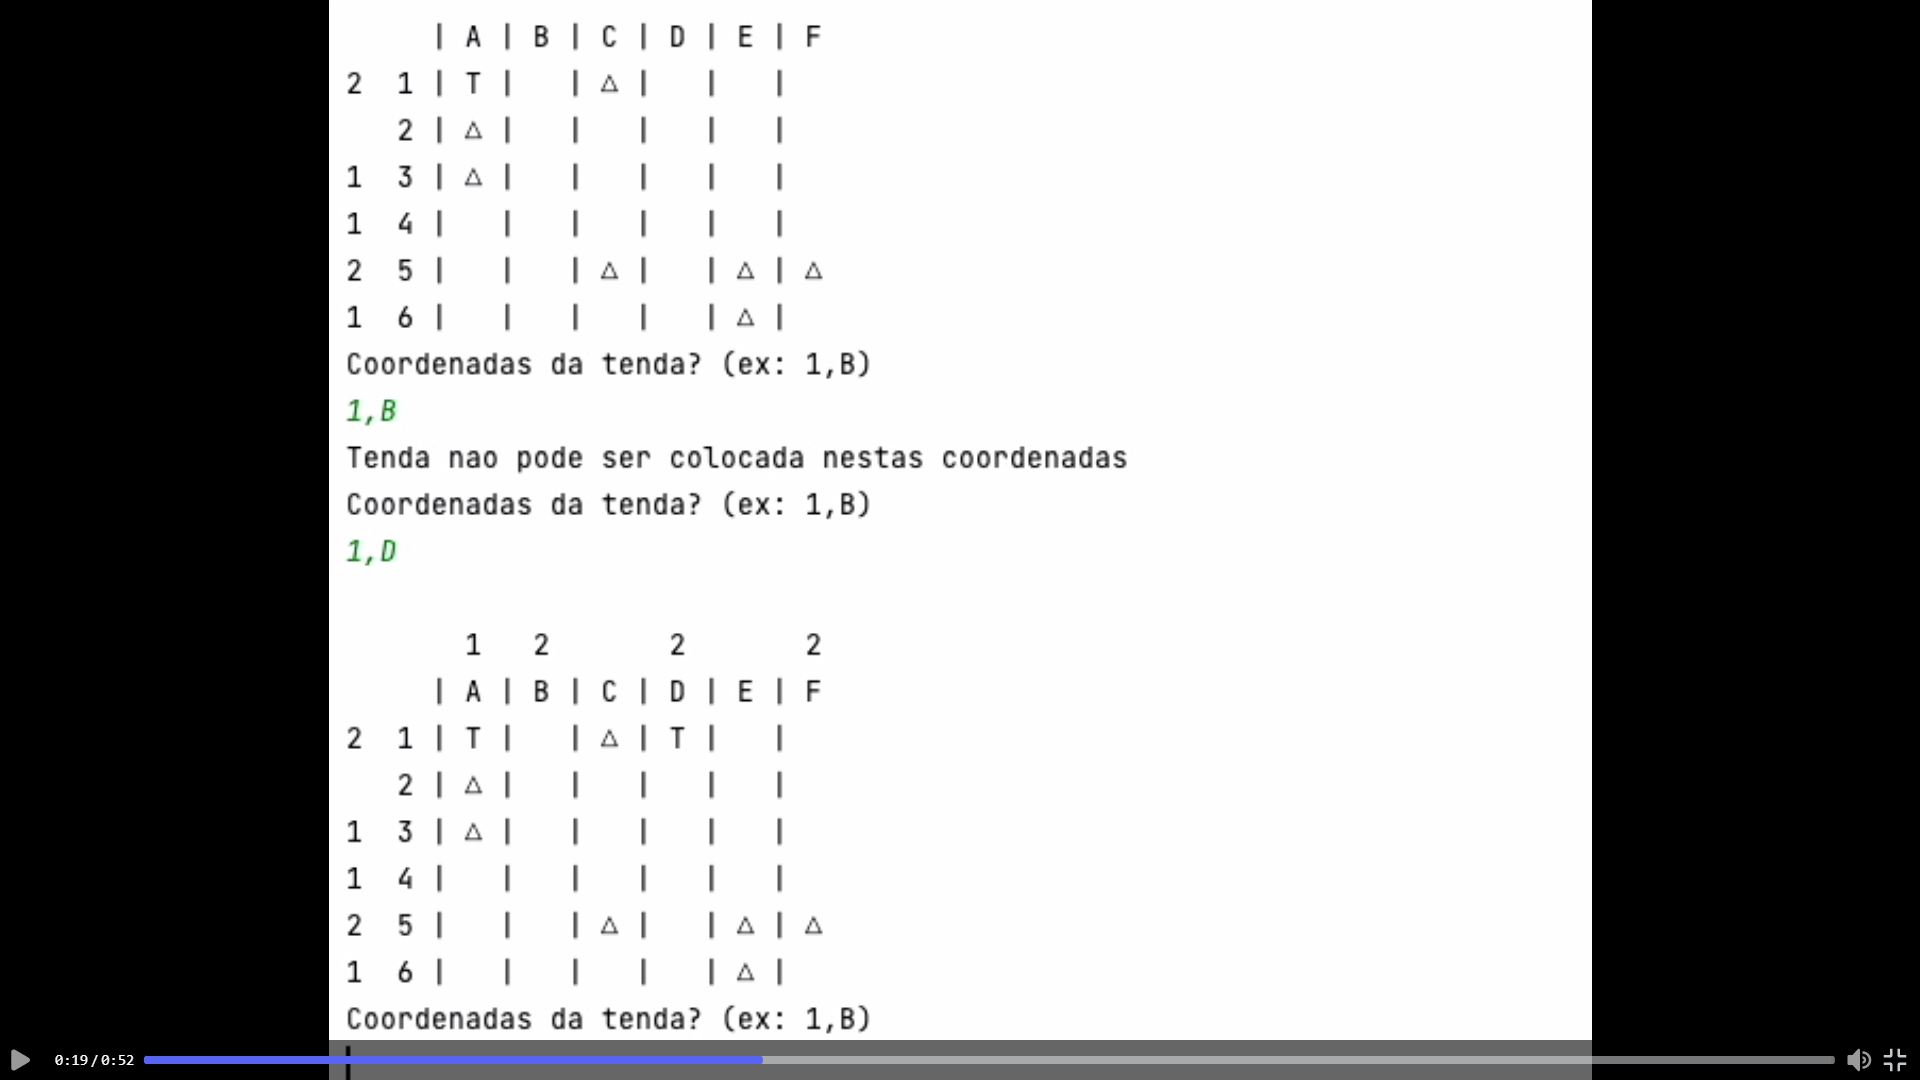 | A | B | C | D | E | F
2  1 | T |   | △ |   |   |
   2 | △ |   |   |   |   |
1  3 | △ |   |   |   |   |
1  4 |   |   |   |   |   |
2  5 |   |   | △ |   | △ | △
1  6 |   |   |   |   | △ |
Coordenadas da tenda? (ex: 1,B)
1,B
Tenda nao pode ser colocada nestas coordenadas
Coordenadas da tenda? (ex: 1,B)
1,D
       1   2       2       2
     | A | B | C | D | E | F
2  1 | T |   | △ | T |   |
   2 | △ |   |   |   |   |
1  3 | △ |   |   |   |   |
1  4 |   |   |   |   |   |
2  5 |   |   | △ |   | △ | △
1  6 |   |   |   |   | △ |
Coordenadas da tenda? (ex: 1,B)
0:19/0:52